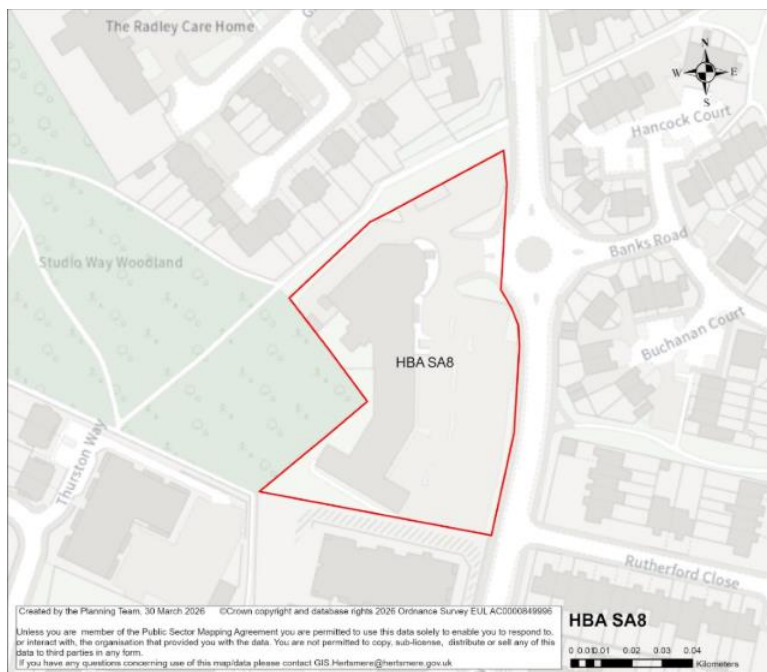 The Radley Care Home
N
W E
S
Hancock Court
Studio Way Woodland
Banks Road
Buchanan Court
HBA SA8
Thurston Way
Rutherford Close
Created by the Planning Team, 30 March 2026 ©Crown copyright and database rights 2026 Ordnance Survey EUL AC0000849996
Unless you are member of the Public Sector Mapping Agreement you are permitted to use this data solely to enable you to respond to,
or interact with, the organisation that provided you with the data. You are not permitted to copy, sub-license, distribute or sell any of this
data to third parties in any form.
If you have any questions concerning use of this map/data please contact GIS.Hertsmere@hertsmere.gov.uk
HBA SA8
0 0.01 0.02 0.03 0.04
Kilometers